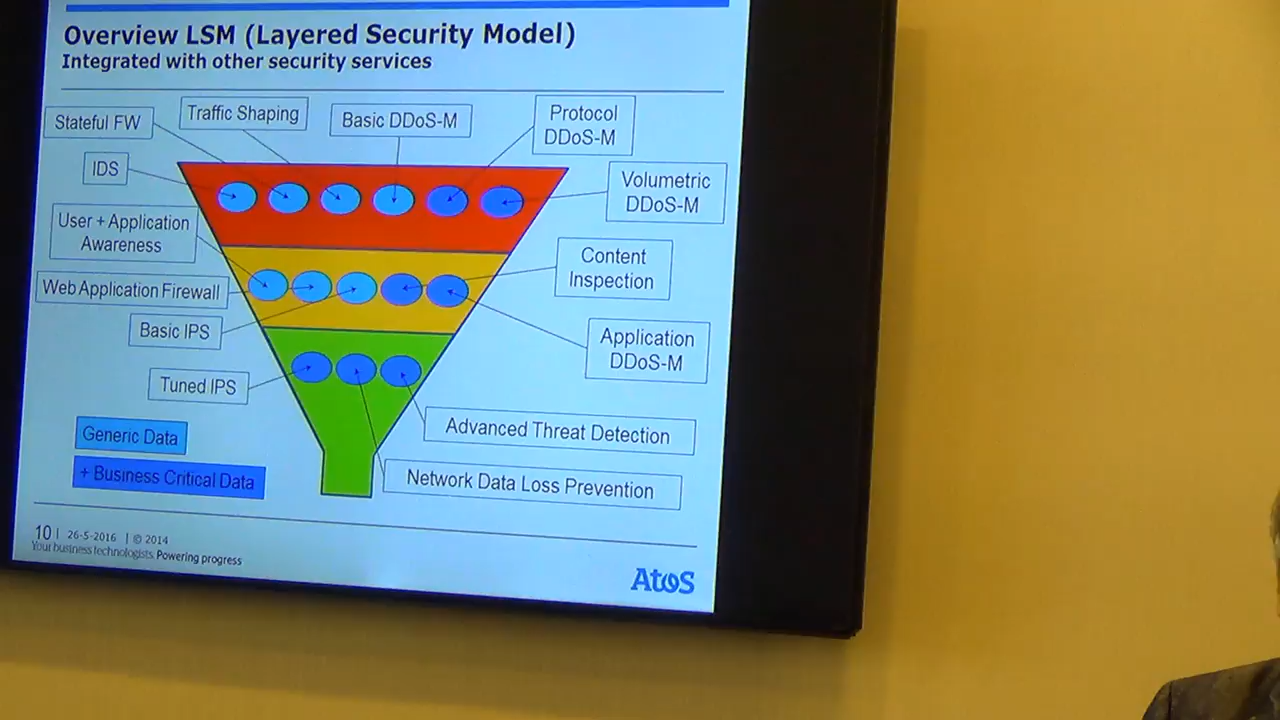 Overview LSM (Layered Security Model)
Integrated with other security services
Stateful FW
Traffic Shaping
Basic DDoS-M
Protocol
DDoS-M
IDS
Volumetric
DDoS-M
User + Application
Awareness
Content
Inspection
Web Application Firewall
Basic IPS
Application
DDoS-M
Tuned IPS
Advanced Threat Detection
Generic Data
Network Data Loss Prevention
+ Business Critical Data
10 | 26-5-2016 | © 2014
Your business technologists. Powering progress
Atos